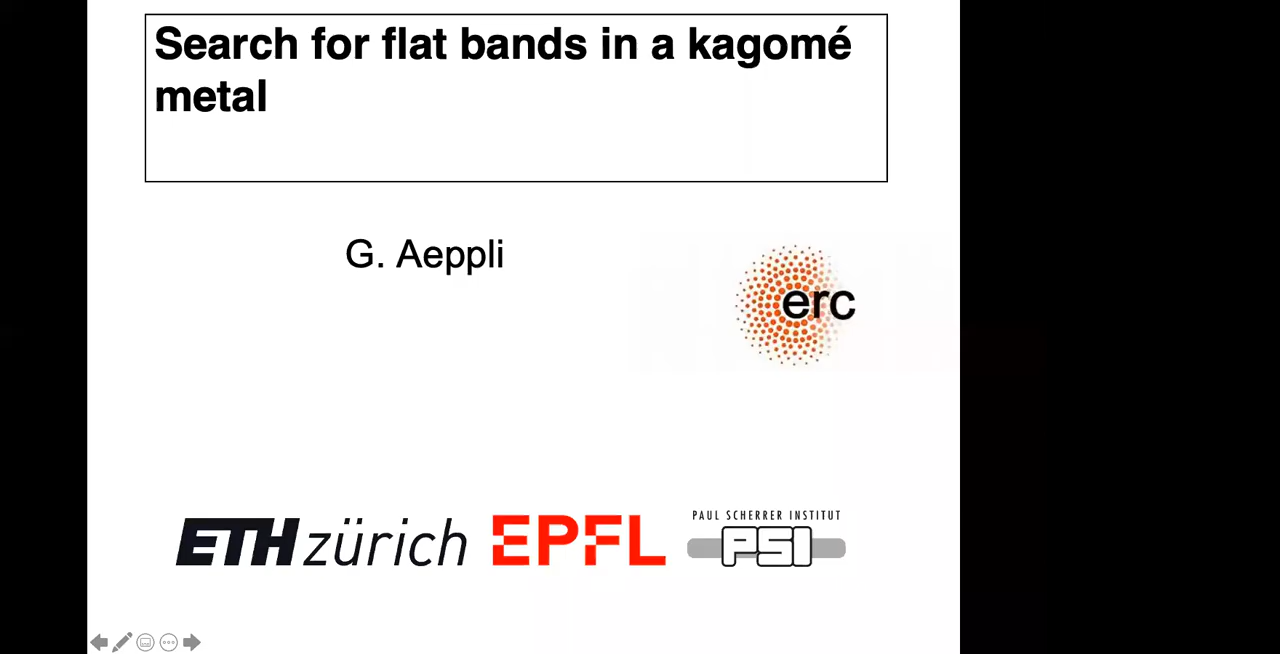 Search for flat bands in a kagomé
metal
G. Aeppli
erc
ETH zürich
EPFL
PAUL SCHERRER INSTITUT
PSI